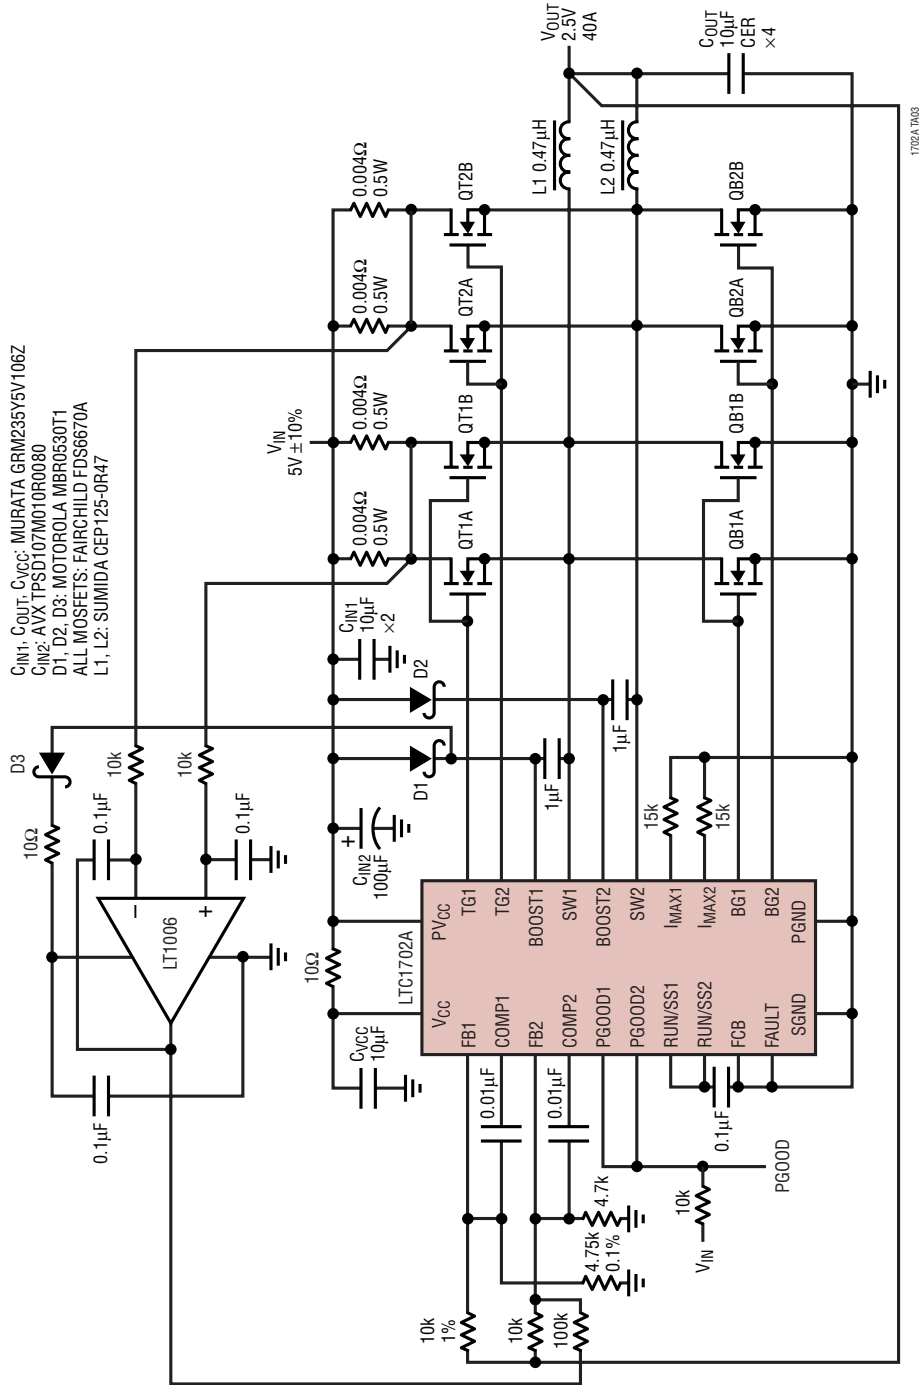 CIN1, COUT, CVCC: MURATA GRM235Y5V106Z
CIN2: AVX TPSD107M010R0080
D1, D2, D3: MOTOROLA MBR0530T1
ALL MOSFETS: FAIRCHILD FDS6670A
L1, L2: SUMIDA CEP125-0R47
D3
10Ω
0.1µF
10k
10k
0.1µF
–
+
LT1006
0.1µF
VIN
5V ±10%
0.004Ω
0.5W
0.004Ω
0.5W
0.004Ω
0.5W
0.004Ω
0.5W
CVCC
10µF
10Ω
+
CIN2
100µF
D1
D2
CIN1
10µF
×2
1µF
1µF
QT1A
QT1B
QT2A
QT2B
QB1A
QB1B
QB2A
QB2B
L1 0.47µH
L2 0.47µH
VOUT
2.5V
40A
COUT
10µF
CER
×4
LTC1702A
VCC
PVCC
FB1
TG1
COMP1
TG2
FB2
BOOST1
COMP2
SW1
PGOOD1
BOOST2
PGOOD2
SW2
RUN/SS1
IMAX1
RUN/SS2
IMAX2
FCB
BG1
FAULT
BG2
SGND
PGND
15k
15k
0.01µF
0.01µF
0.1µF
4.75k
0.1%
4.7k
10k
1%
10k
100k
10k
VIN
PGOOD
1702A TA03